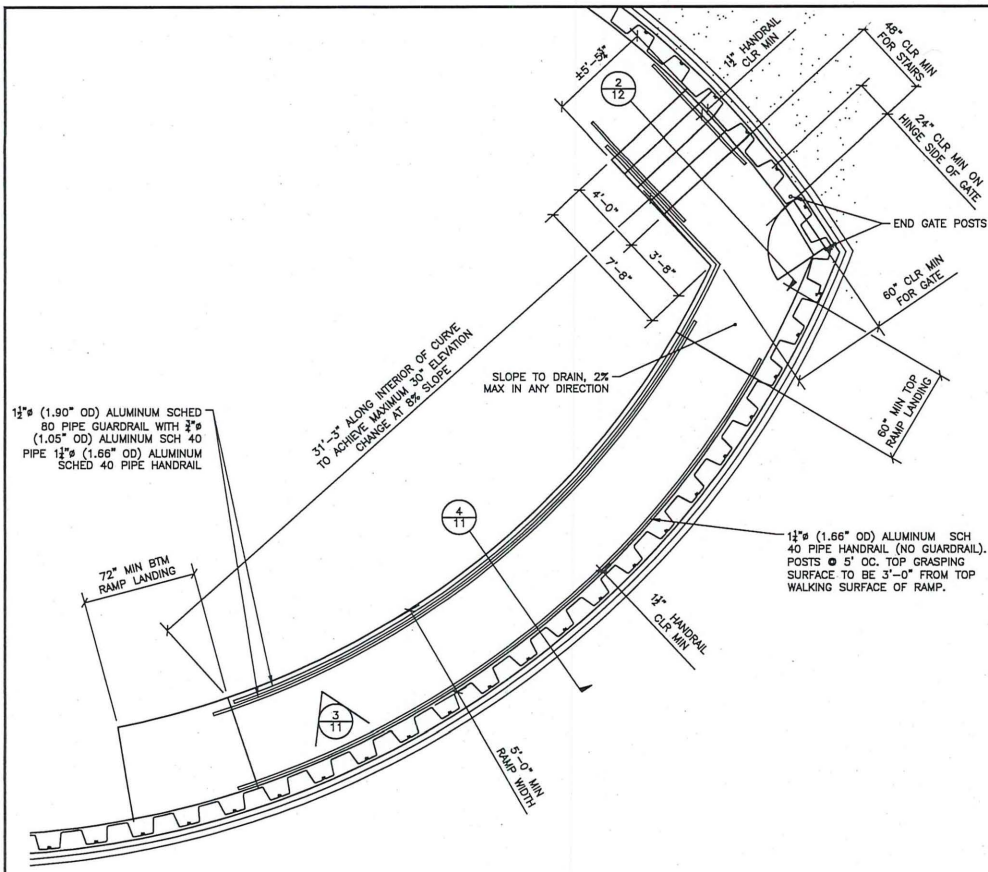 ±5'-5¾"
1½" HANDRAIL
CLR MIN
48" CLR MIN
FOR STAIRS
2
12
24" CLR MIN ON
HINGE SIDE OF GATE
END GATE POSTS
4'-0"
3'-8"
7'-8"
60" CLR MIN
FOR GATE
31'-3" ALONG INTERIOR OF CURVE
TO ACHIEVE MAXIMUM 30" ELEVATION
CHANGE AT 8% SLOPE
SLOPE TO DRAIN, 2%
MAX IN ANY DIRECTION
60" MIN TOP
RAMP LANDING
1½"ø (1.90" OD) ALUMINUM SCHED
80 PIPE GUARDRAIL WITH ¾"ø
(1.05" OD) ALUMINUM SCH 40
PIPE 1¼"ø (1.66" OD) ALUMINUM
SCHED 40 PIPE HANDRAIL
4
11
72" MIN BTM
RAMP LANDING
1¼"ø (1.66" OD) ALUMINUM SCH
40 PIPE HANDRAIL (NO GUARDRAIL).
POSTS @ 5' OC. TOP GRASPING
SURFACE TO BE 3'-0" FROM TOP
WALKING SURFACE OF RAMP.
1½" HANDRAIL
CLR MIN
3
11
5'-0" MIN
RAMP WIDTH